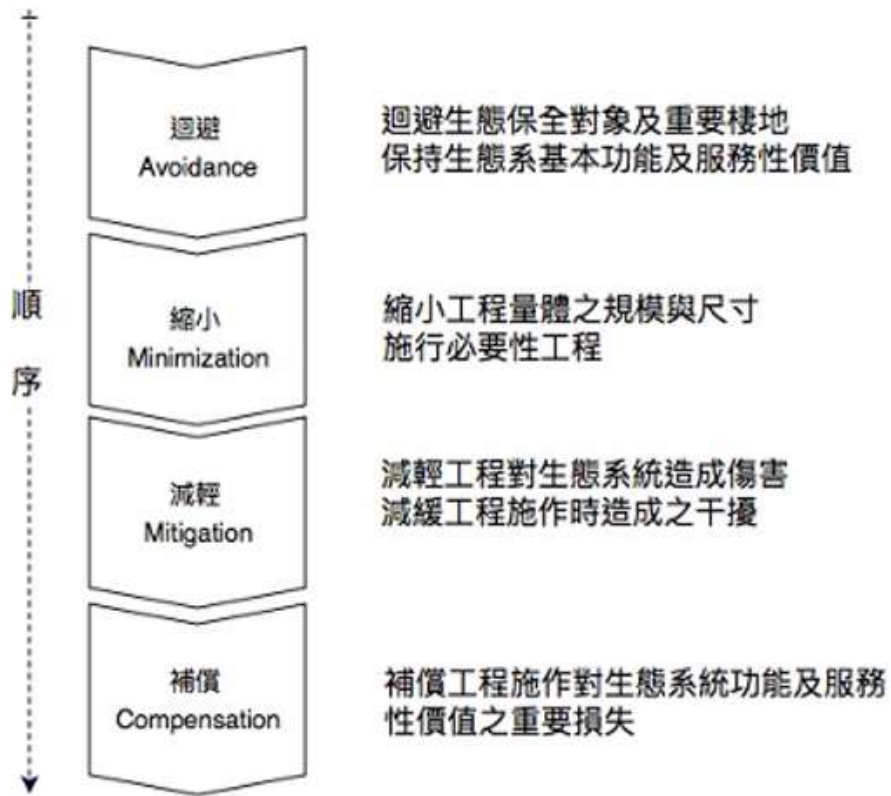 順
序
迴避
Avoidance
迴避生態保全對象及重要棲地
保持生態系基本功能及服務性價值
縮小
Minimization
縮小工程量體之規模與尺寸
施行必要性工程
減輕
Mitigation
減輕工程對生態系統造成傷害
減緩工程施作時造成之干擾
補償
Compensation
補償工程施作對生態系統功能及服務
性價值之重要損失